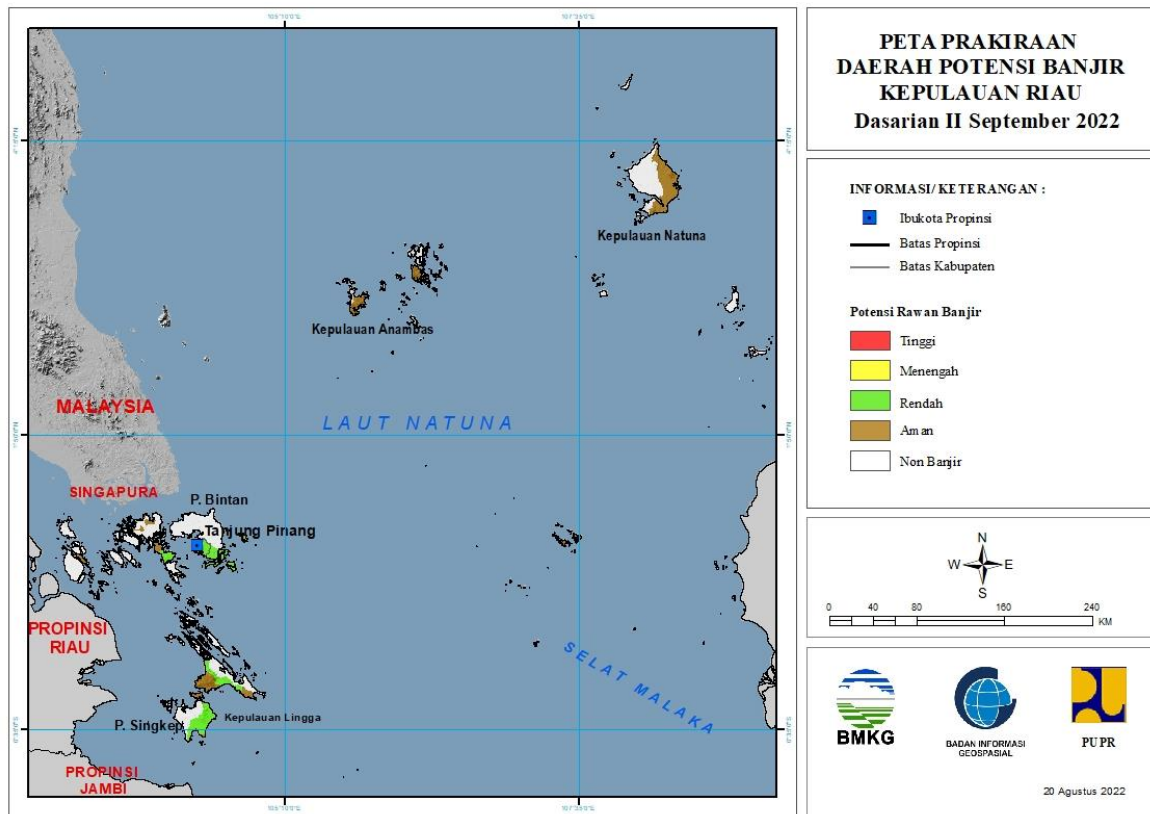 PETA PRAKIRAAN
DAERAH POTENSI BANJIR
KEPULAUAN RIAU
Dasarian II September 2022
INFORMASI/ KETERANGAN :
Ibukota Propinsi
Batas Propinsi
Batas Kabupaten
Potensi Rawan Banjir
Tinggi
Menengah
Rendah
Aman
Non Banjir
N
W E
S
0 40 80 160 240
KM
BMKG
BADAN INFORMASI
GEOSPASIAL
PUPR
20 Agustus 2022
Kepulauan Natuna
Kepulauan Anambas
MALAYSIA
LAUT NATUNA
SINGAPURA
P. Bintan
Tanjung Pinang
PROPINSI
RIAU
SELAT MALAKA
P. Singkep
Kepulauan Lingga
PROPINSI
JAMBI